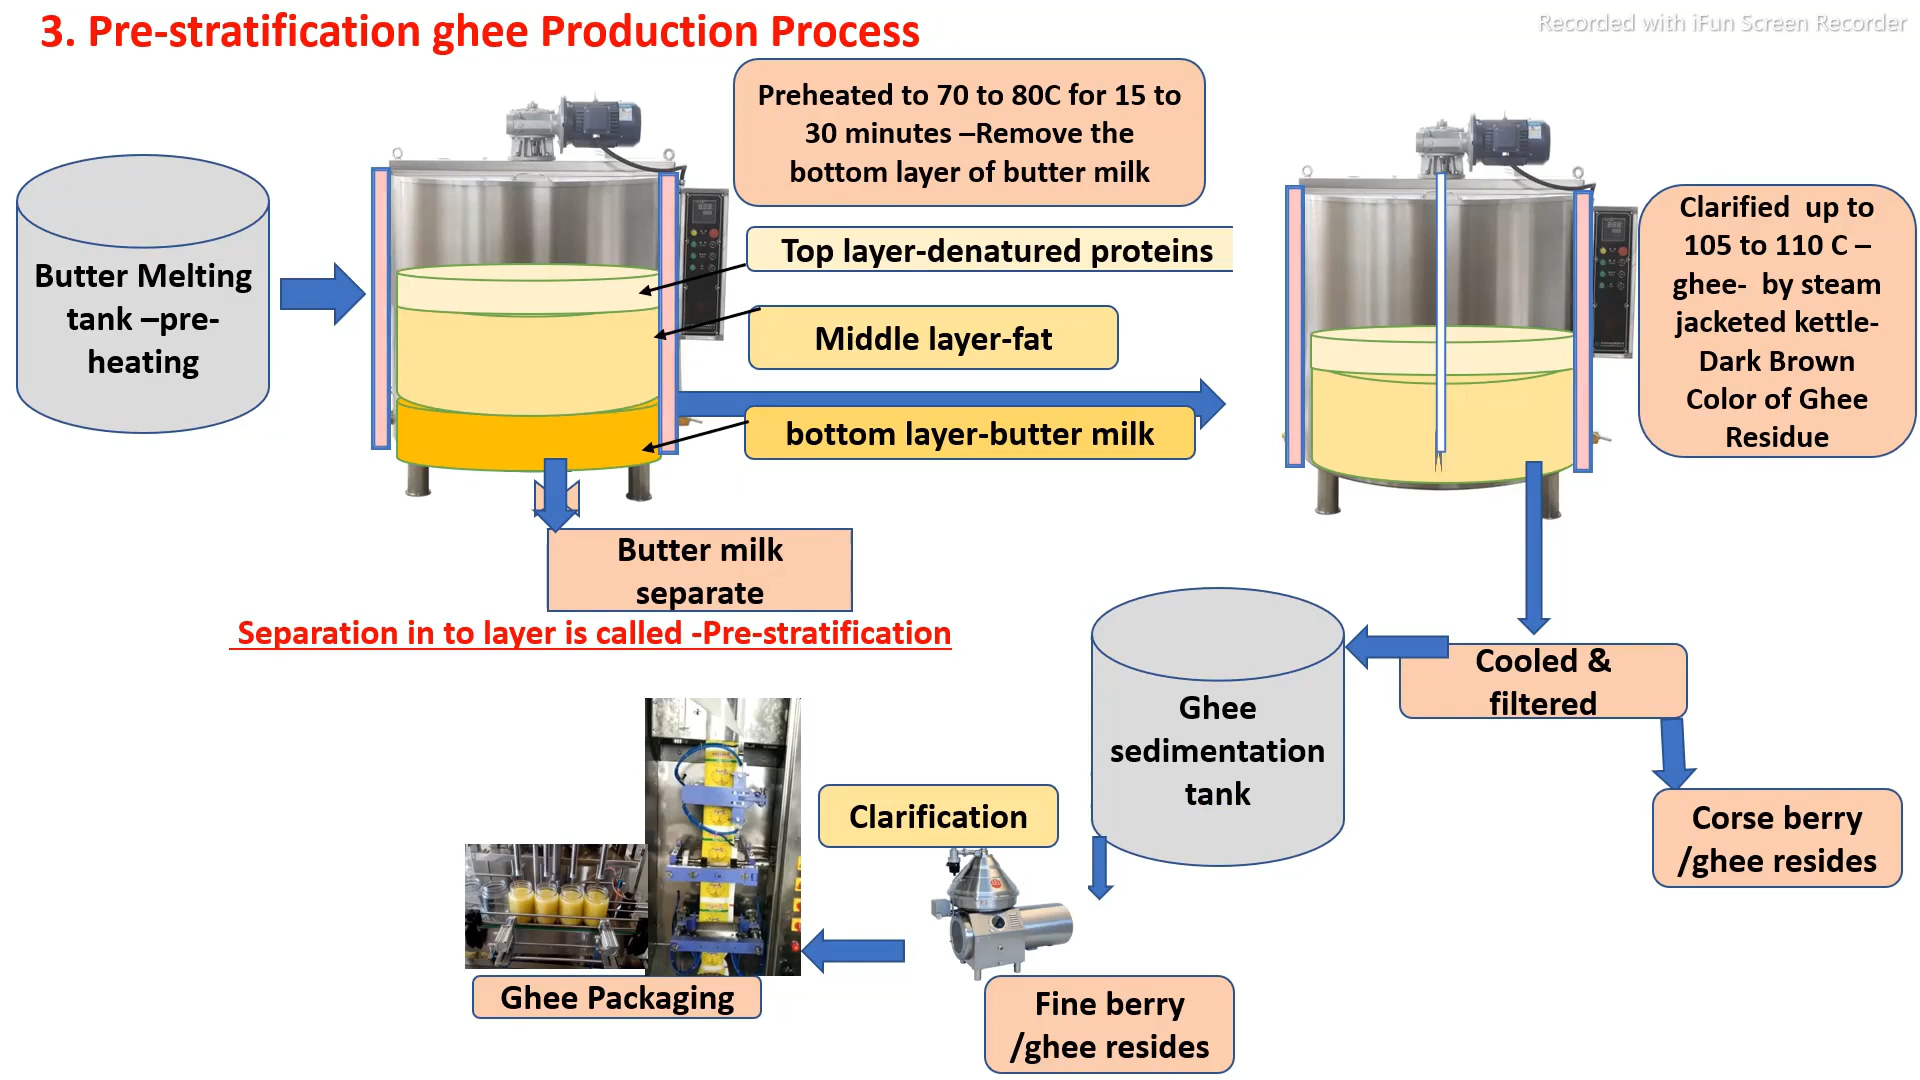 3. Pre-stratification ghee Production Process
Recorded with iFun Screen Recorder
Preheated to 70 to 80C for 15 to
30 minutes –Remove the
bottom layer of butter milk
Butter Melting
tank –pre-
heating
Top layer-denatured proteins
Middle layer-fat
bottom layer-butter milk
Clarified  up to
105 to 110 C –
ghee-  by steam
jacketed kettle-
Dark Brown
Color of Ghee
Residue
Butter milk
separate
Separation in to layer is called -Pre-stratification
Cooled &
filtered
Ghee
sedimentation
tank
Corse berry
/ghee resides
Clarification
Fine berry
/ghee resides
Ghee Packaging